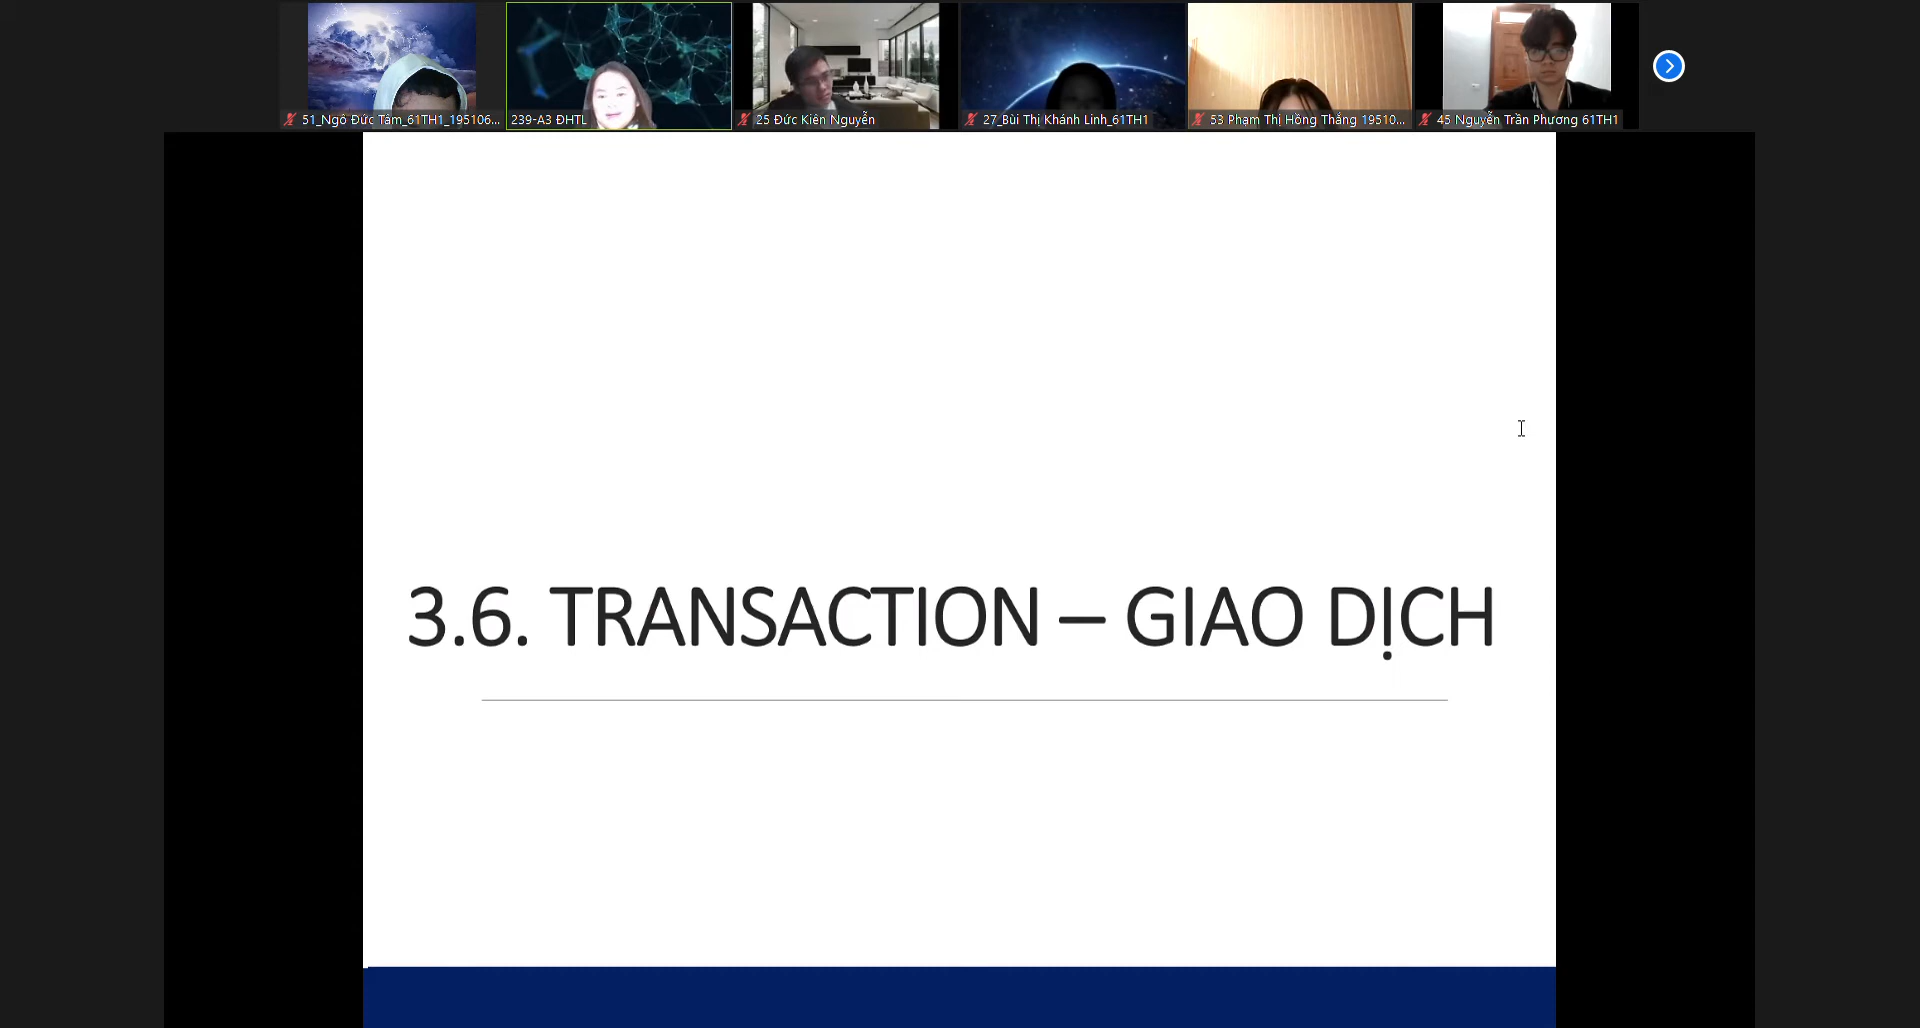 51_Ngô Đức Tâm_61TH1_195106...
239-A3 ĐHTL
25 Đức Kiên Nguyễn
27_Bùi Thị Khánh Linh_61TH1
53 Phạm Thị Hồng Thắng 19510...
45 Nguyễn Trần Phương 61TH1
3.6. TRANSACTION – GIAO DỊCH